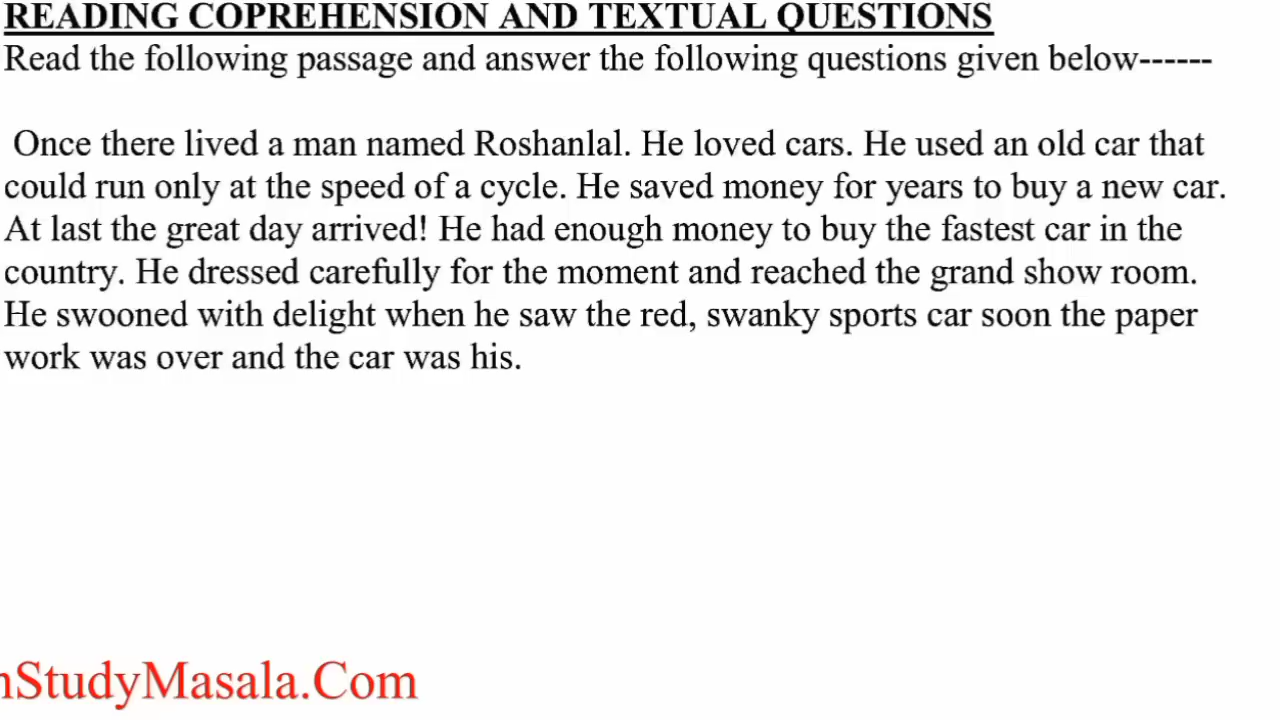 READING COPREHENSION AND TEXTUAL QUESTIONS
Read the following passage and answer the following questions given below------
Once there lived a man named Roshanlal. He loved cars. He used an old car that
could run only at the speed of a cycle. He saved money for years to buy a new car.
At last the great day arrived! He had enough money to buy the fastest car in the
country. He dressed carefully for the moment and reached the grand show room.
He swooned with delight when he saw the red, swanky sports car soon the paper
work was over and the car was his.
nStudyMasala.Com